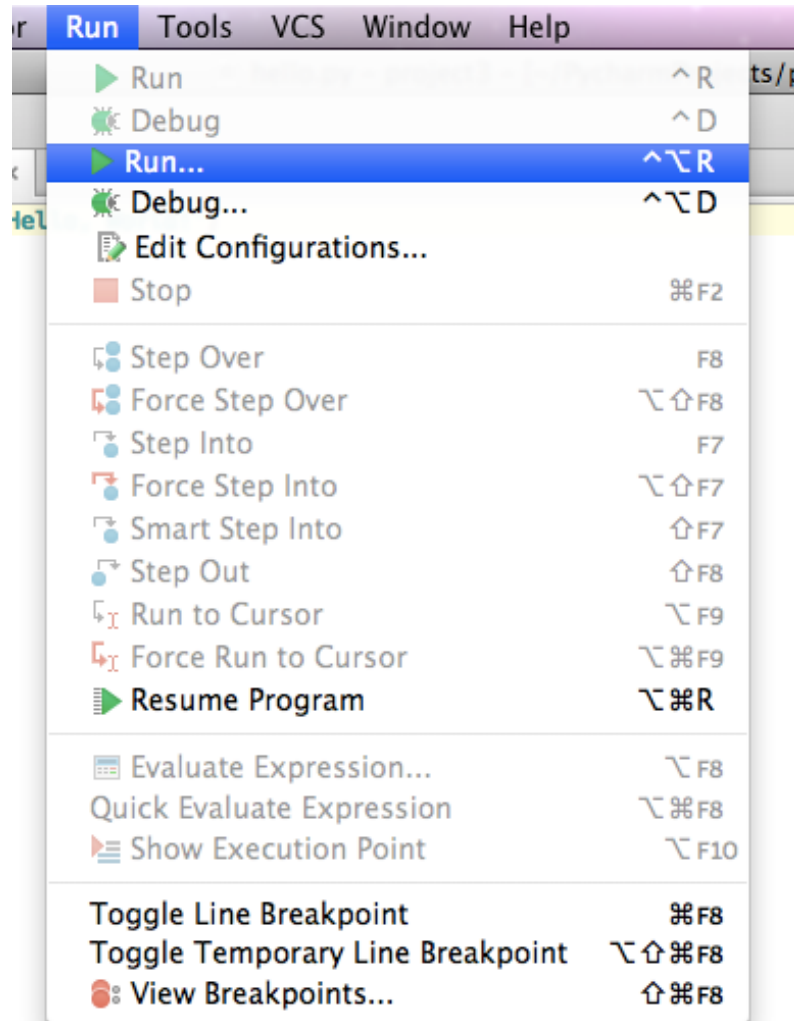 or Run Tools VCS Window Help
Run ^R ts/p
Debug ^D
Run... ^⌥R
Debug... ^⌥D
Hel
Edit Configurations...
Stop ⌘F2
Step Over F8
Force Step Over ⌥⇧F8
Step Into F7
Force Step Into ⌥⇧F7
Smart Step Into ⇧F7
Step Out ⇧F8
Run to Cursor ⌥F9
Force Run to Cursor ⌥⌘F9
Resume Program ⌥⌘R
Evaluate Expression... ⌥F8
Quick Evaluate Expression ⌥⌘F8
Show Execution Point ⌥F10
Toggle Line Breakpoint ⌘F8
Toggle Temporary Line Breakpoint ⌥⇧⌘F8
View Breakpoints... ⇧⌘F8